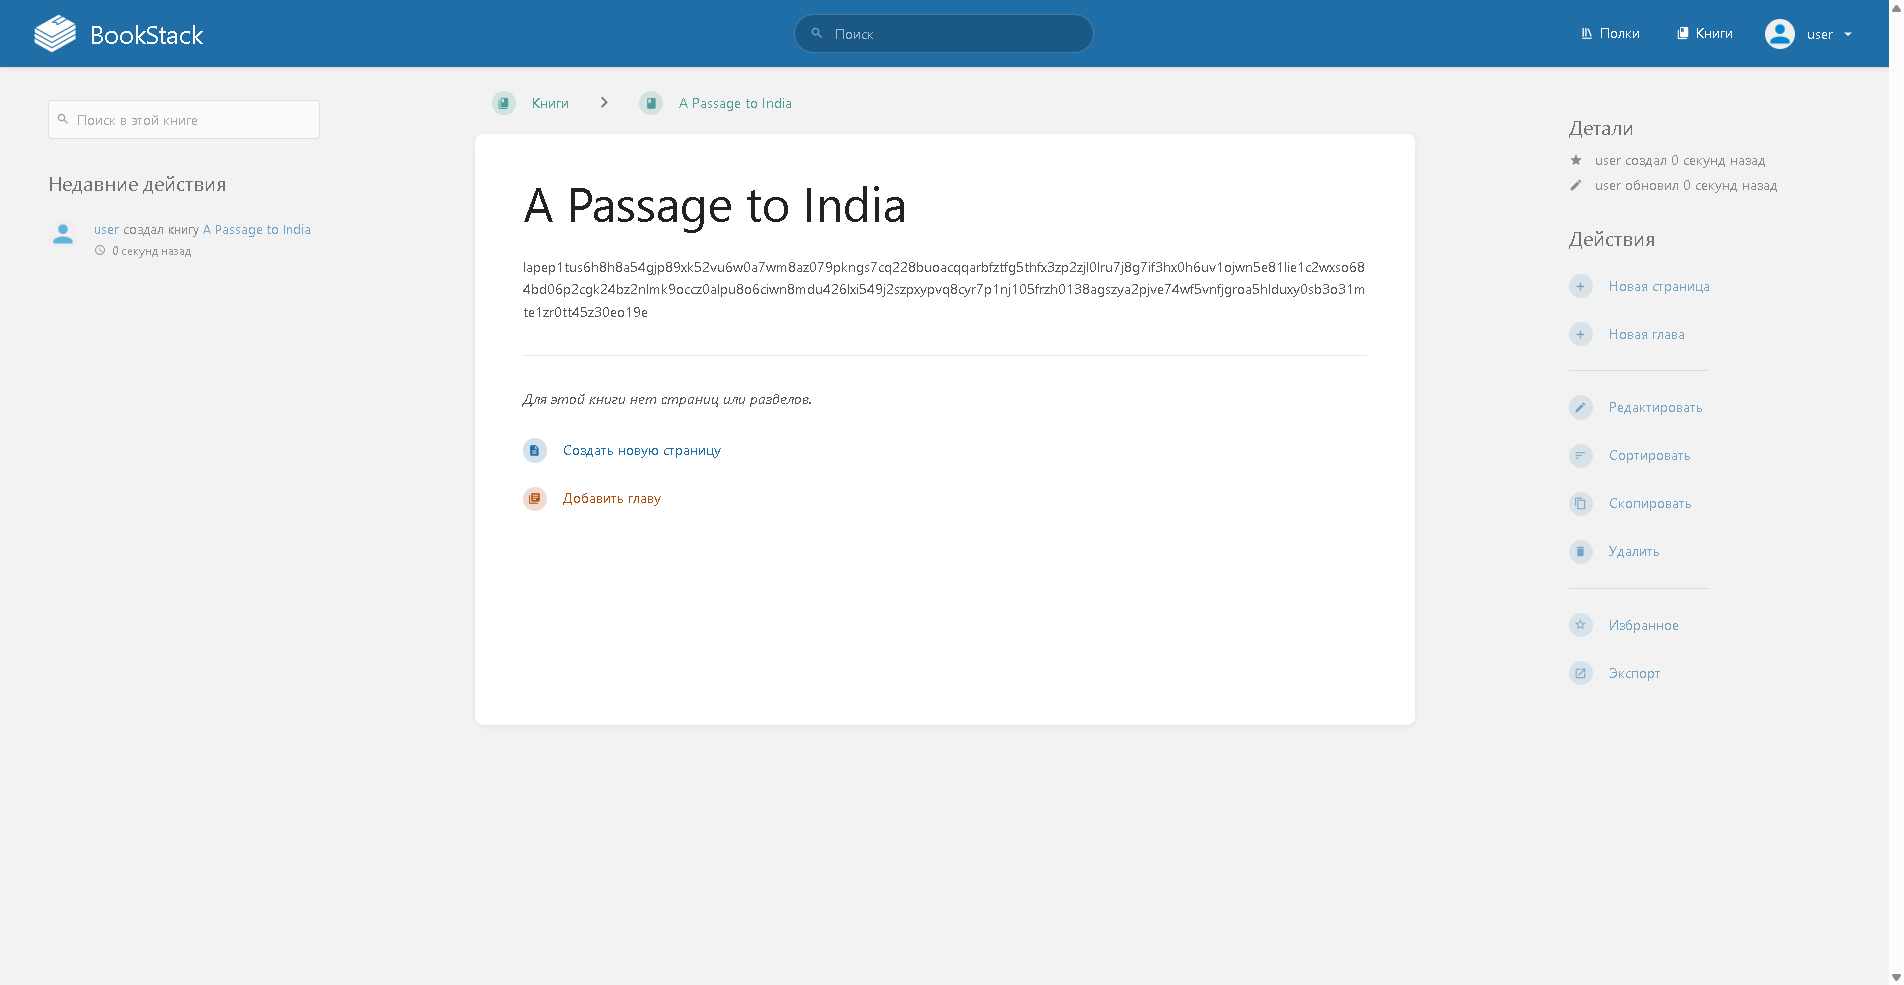 BookStack
Поиск
Полки
Книги
user
Поиск в этой книге
Недавние действия
user создал книгу A Passage to India
0 секунд назад
Книги
A Passage to India
A Passage to India
lapep1tus6h8h8a54gjp89xk52vu6w0a7wm8az079pkngs7cq228buoacqqarbfztfg5thfx3zp2zjl0lru7j8g7if3hx0h6uv1ojwn5e81lie1c2wxso68
4bd06p2cgk24bz2nlmk9occz0alpu8o6ciwn8mdu426lxi549j2szpxypvq8cyr7p1nj105frzh0138agszya2pjve74wf5vnfjgroa5hlduxy0sb3o31m
te1zr0tt45z30eo19e
Для этой книги нет страниц или разделов.
Создать новую страницу
Добавить главу
Детали
user создал 0 секунд назад
user обновил 0 секунд назад
Действия
Новая страница
Новая глава
Редактировать
Сортировать
Скопировать
Удалить
Избранное
Экспорт